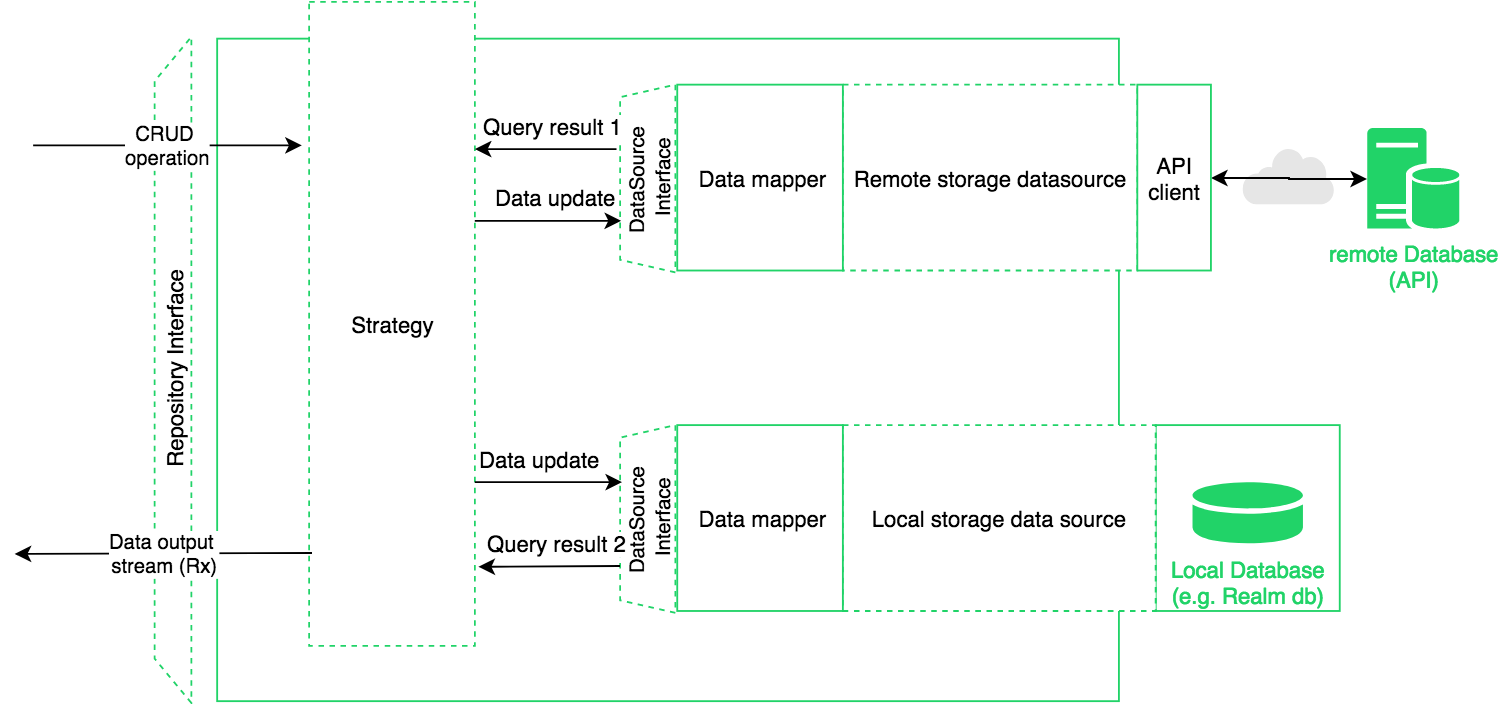 CRUD
operation
Repository Interface
Data output
stream (Rx)
Strategy
Query result 1
Data update
DataSource
Interface
Data mapper
Remote storage datasource
API
client
remote Database
(API)
Data update
Query result 2
DataSource
Interface
Data mapper
Local storage data source
Local Database
(e.g. Realm db)